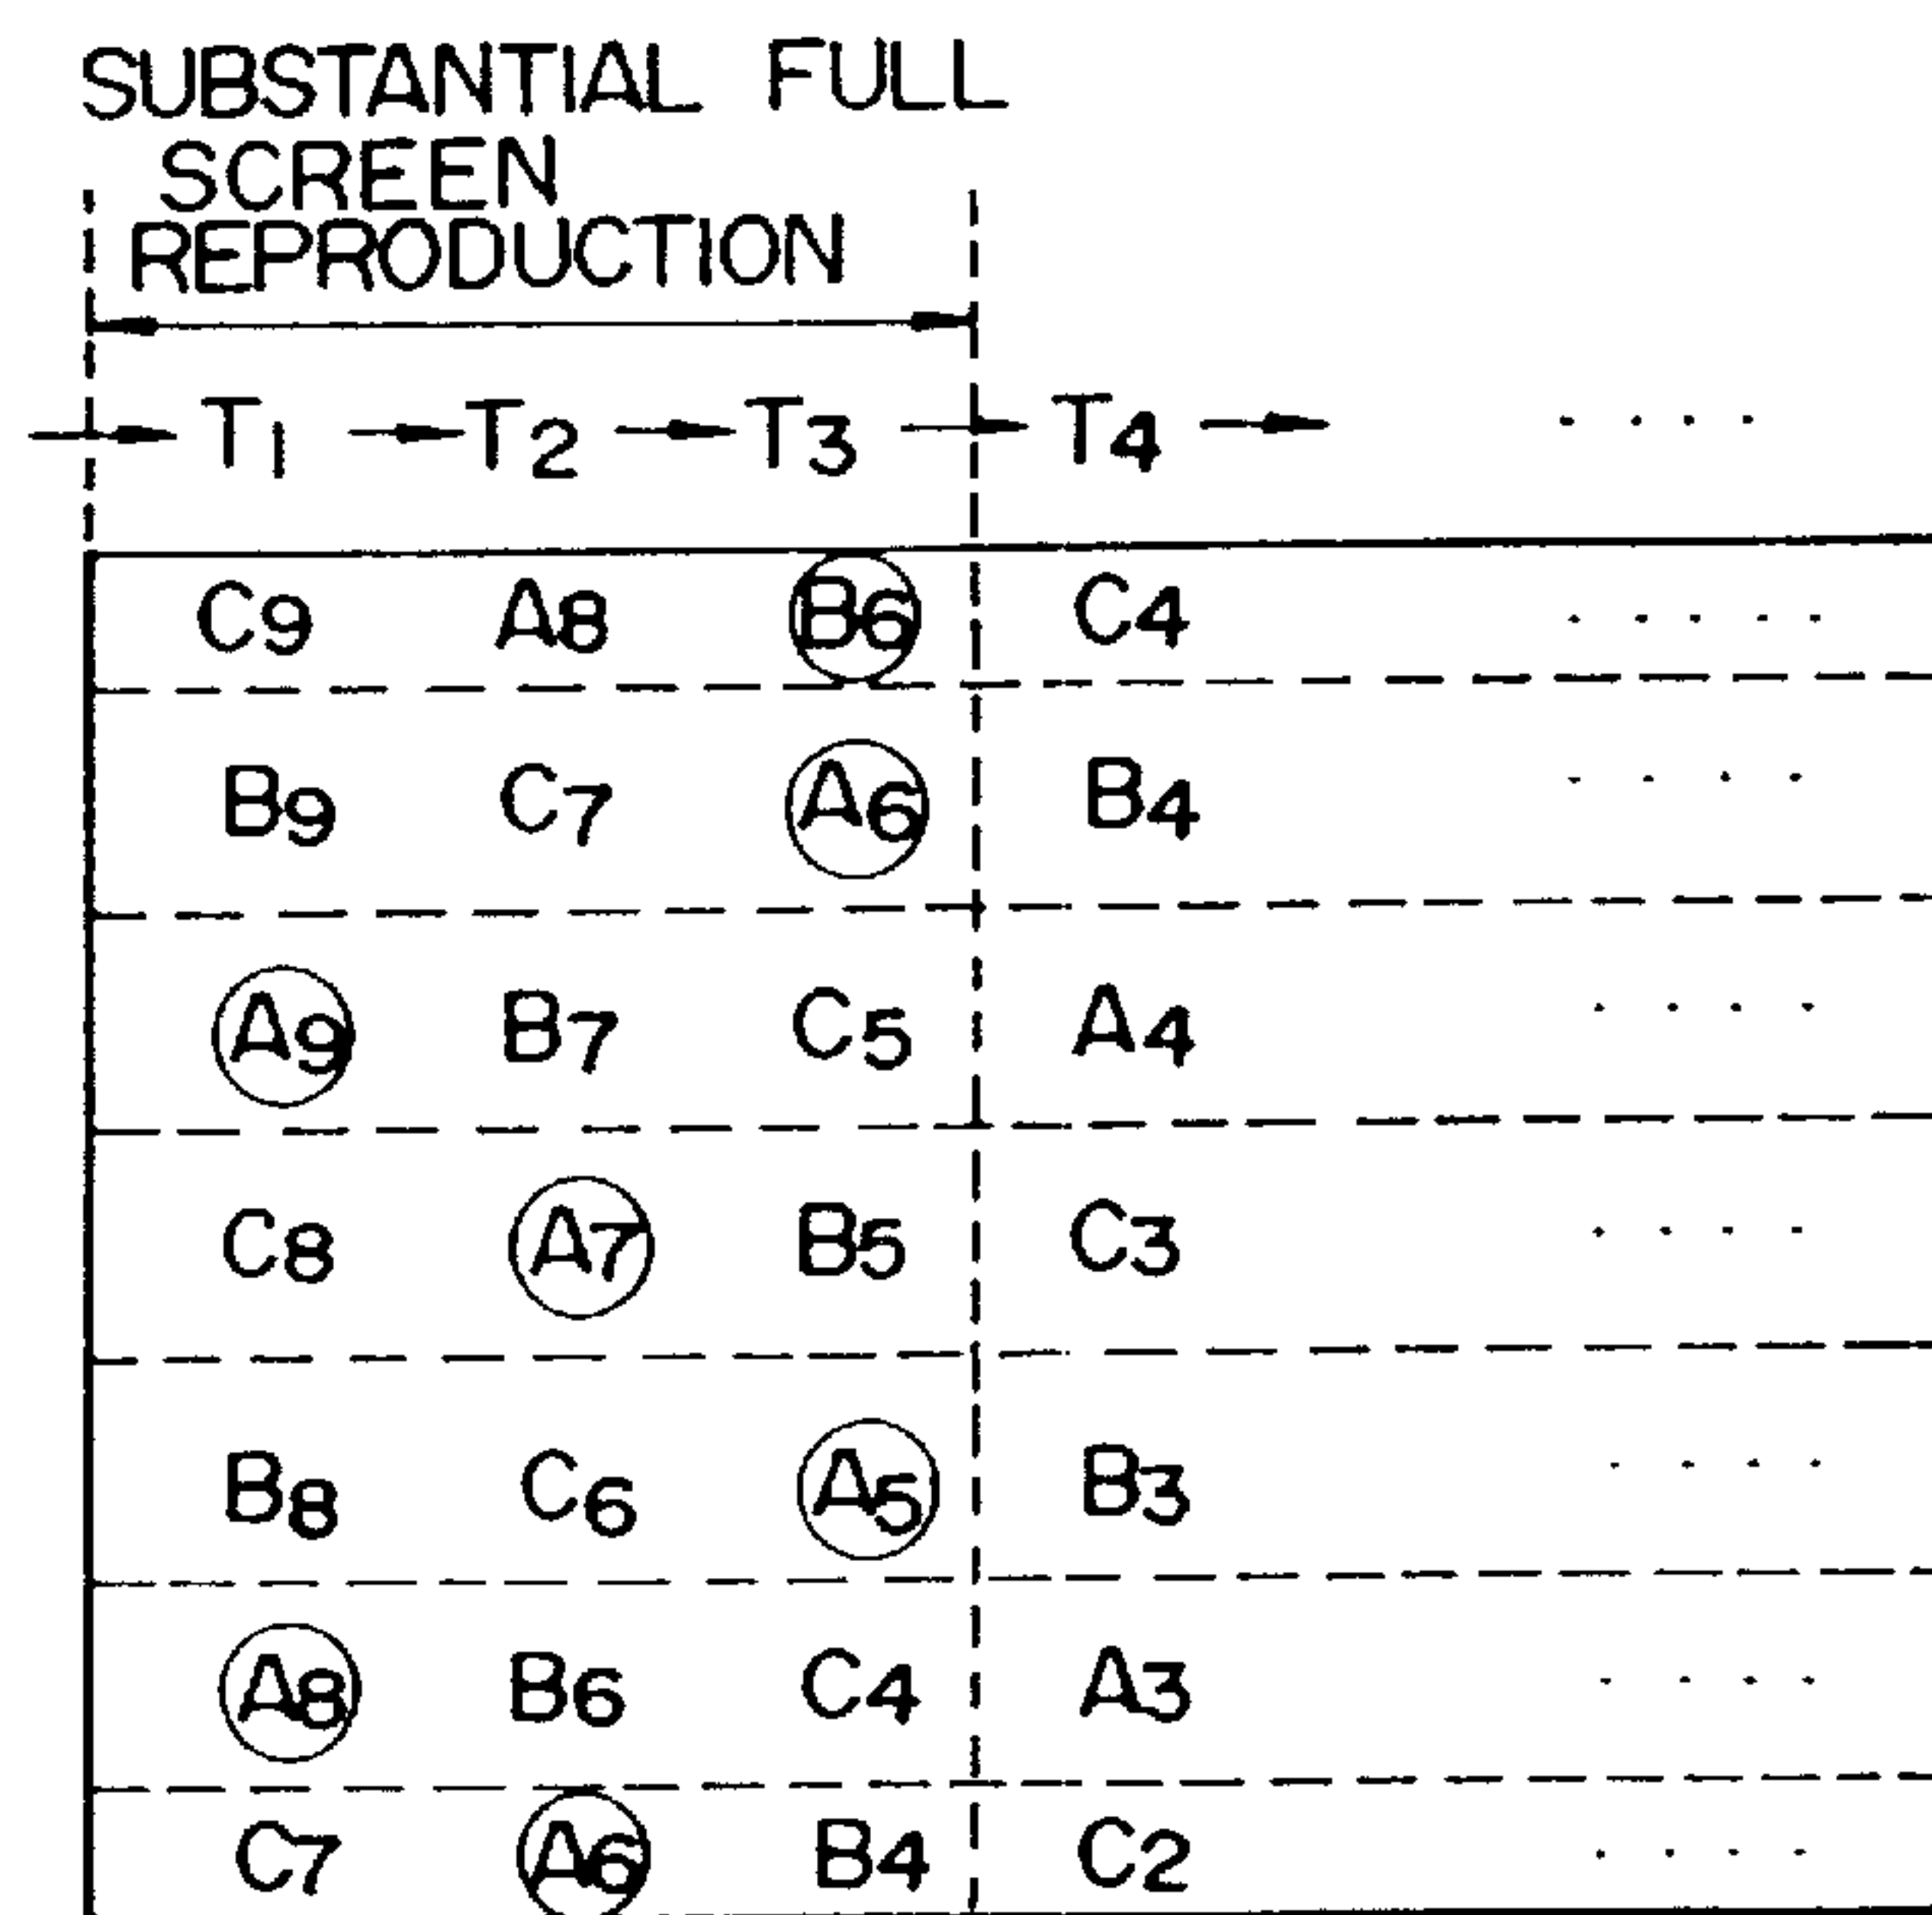 SUBSTANTIAL FULL
SCREEN
REPRODUCTION
T1 T2 T3 T4 ....
C9 A8 B6 C4 .....
B9 C7 A6 B4 ....
A9 B7 C5 A4 ....
C8 A7 B5 C3 ....
B8 C6 A5 B3 ....
A8 B6 C4 A3 ....
C7 A6 B4 C2 ....